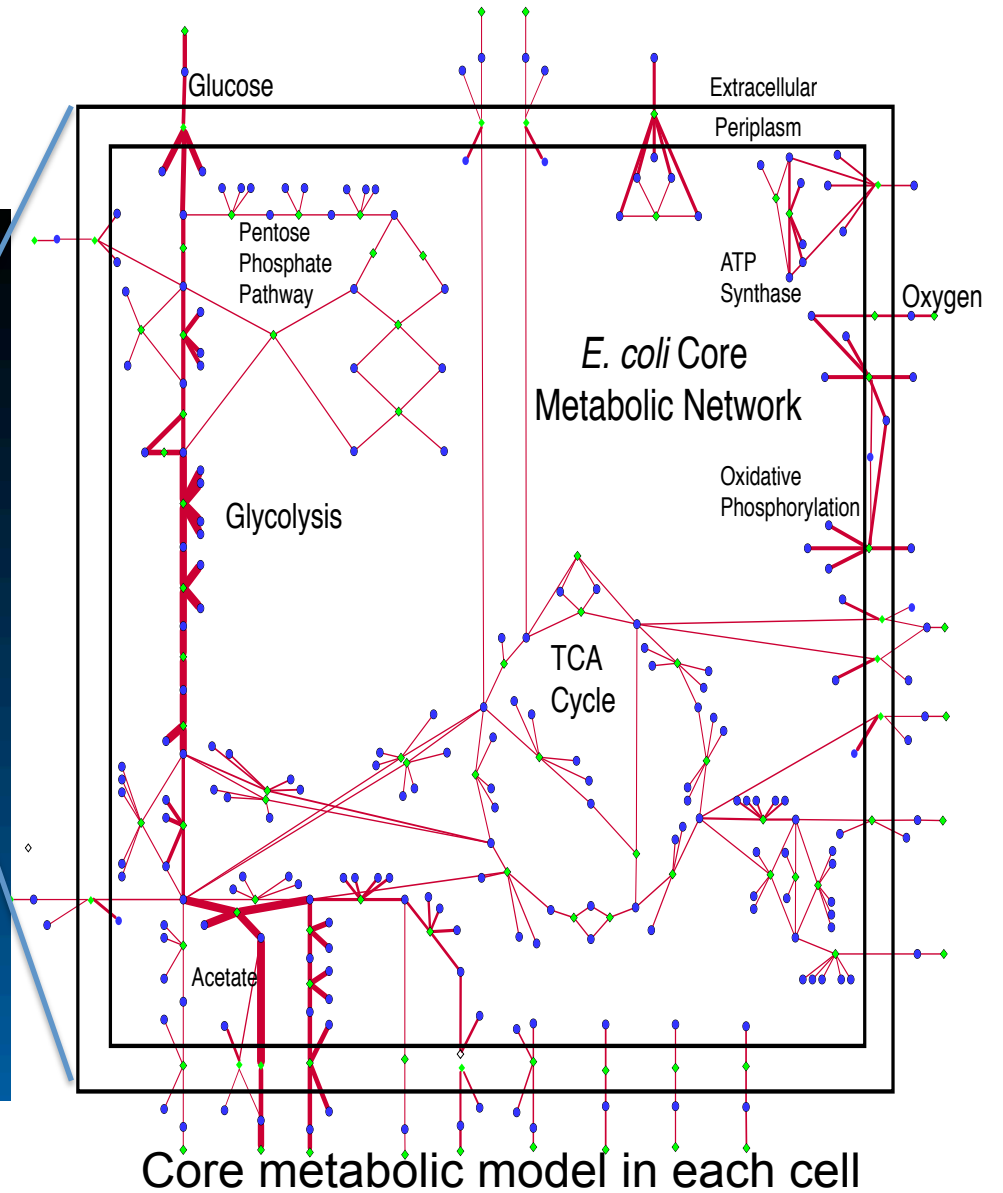 Glucose
Extracellular
Periplasm
Pentose
Phosphate
Pathway
ATP
Synthase
Oxygen
E. coli Core
Metabolic Network
Oxidative
Phosphorylation
Glycolysis
TCA
Cycle
Acetate
Core metabolic model in each cell